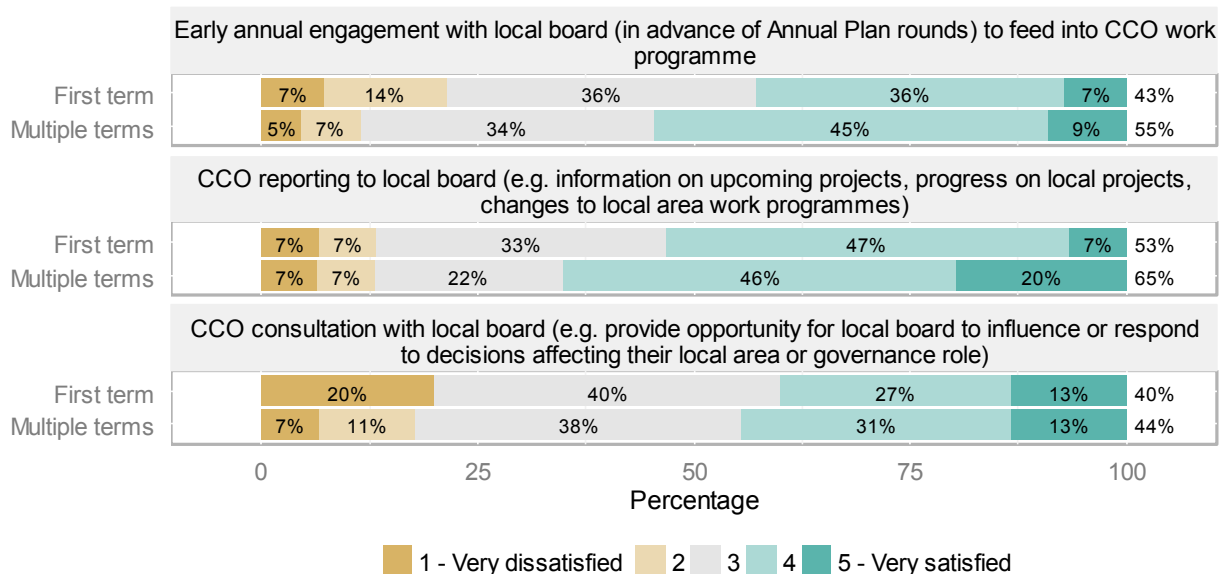 Early annual engagement with local board (in advance of Annual Plan rounds) to feed into CCO work
programme
First term 7% 14% 36% 36% 7% 43%
Multiple terms 5% 7% 34% 45% 9% 55%
CCO reporting to local board (e.g. information on upcoming projects, progress on local projects,
changes to local area work programmes)
First term 7% 7% 33% 47% 7% 53%
Multiple terms 7% 7% 22% 46% 20% 65%
CCO consultation with local board (e.g. provide opportunity for local board to influence or respond
to decisions affecting their local area or governance role)
First term 20% 40% 27% 13% 40%
Multiple terms 7% 11% 38% 31% 13% 44%
0 25 50 75 100
Percentage
1 - Very dissatisfied 2 3 4 5 - Very satisfied